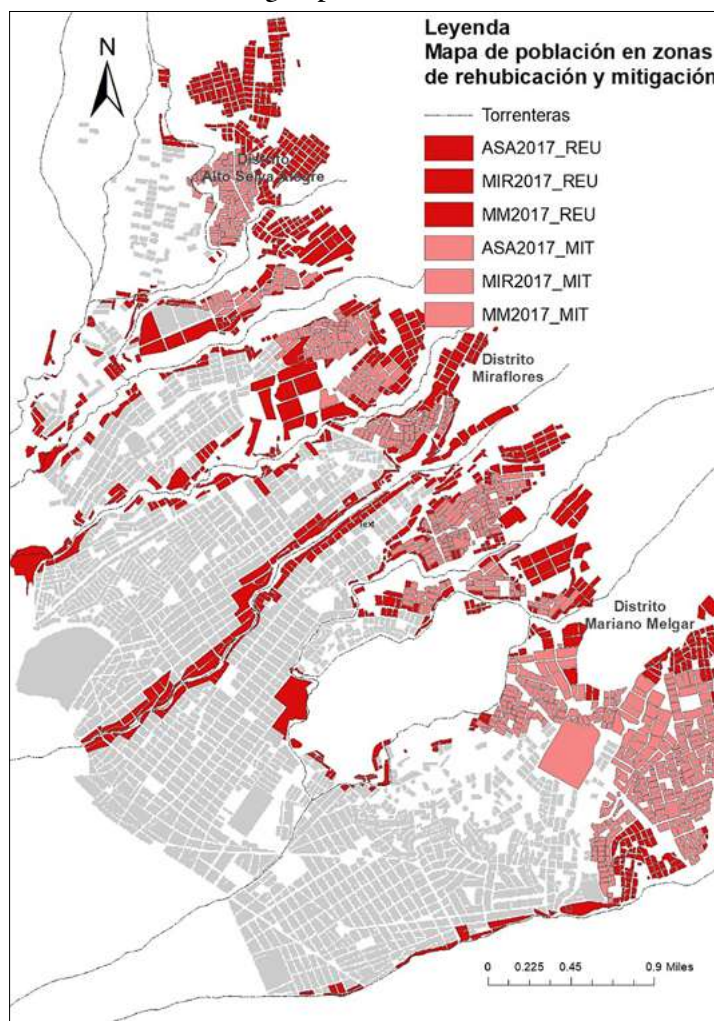 Leyenda
Mapa de población en zonas
de rehubicación y mitigación
N
Torrenteras
ASA2017_REU
MIR2017_REU
MM2017_REU
ASA2017_MIT
MIR2017_MIT
MM2017_MIT
Distrito
Alto Selva Alegre
Distrito
Miraflores
Text
Distrito
Mariano Melgar
0 0.225 0.45 0.9 Miles